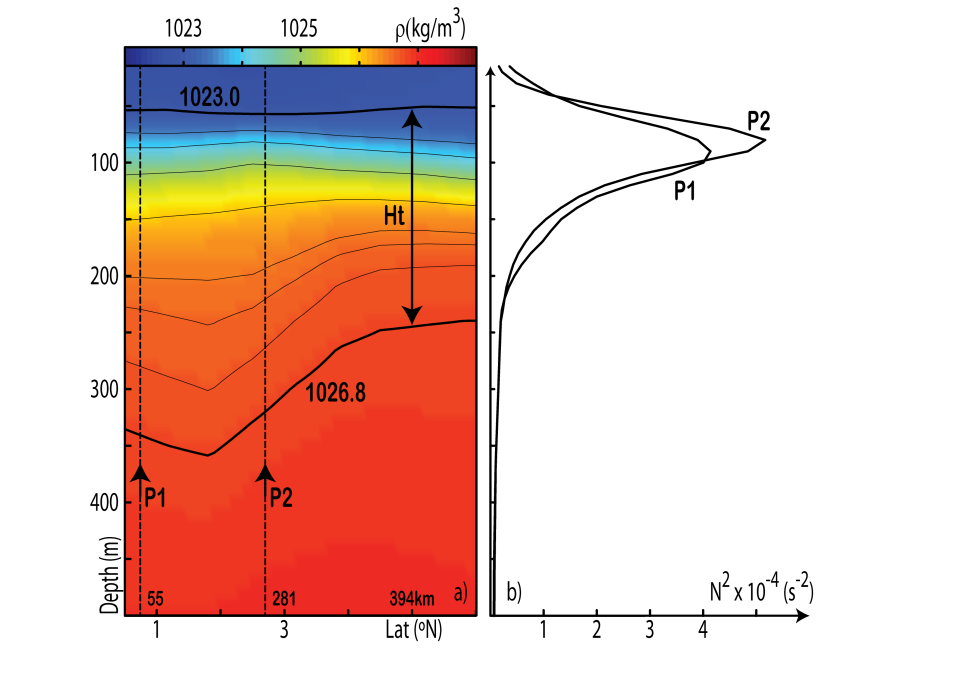 1023 1025 ρ(kg/m³)
1023.0
P2
100
P1
Ht
200
300
1026.8
400
P1 P2
Depth (m)
55 281 394km a) b) N² x 10⁻⁴ (s⁻²)
1 3 Lat (ºN) 1 2 3 4